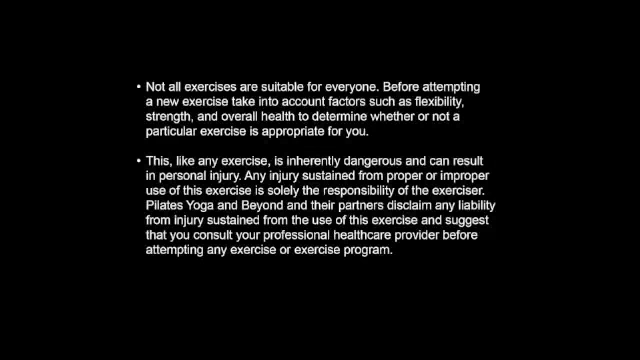 • Not all exercises are suitable for everyone. Before attempting
a new exercise take into account factors such as flexibility,
strength, and overall health to determine whether or not a
particular exercise is appropriate for you.
• This, like any exercise, is inherently dangerous and can result
in personal injury. Any injury sustained from proper or improper
use of this exercise is solely the responsibility of the exerciser.
Pilates Yoga and Beyond and their partners disclaim any liability
from injury sustained from the use of this exercise and suggest
that you consult your professional healthcare provider before
attempting any exercise or exercise program.